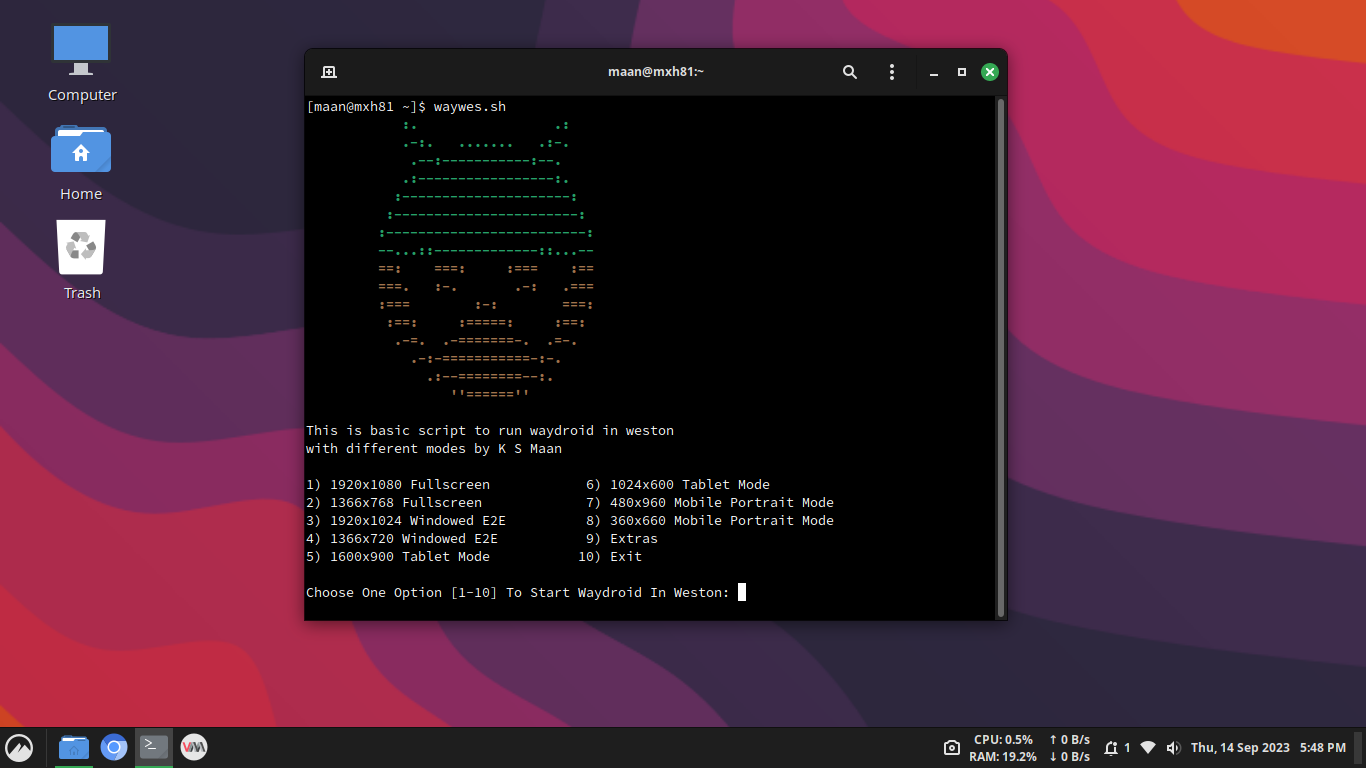 Computer
Home
Trash
maan@mxh81:~
[maan@mxh81 ~]$ waywes.sh
This is basic script to run waydroid in weston
with different modes by K S Maan
1) 1920x1080 Fullscreen 6) 1024x600 Tablet Mode
2) 1366x768 Fullscreen 7) 480x960 Mobile Portrait Mode
3) 1920x1024 Windowed E2E 8) 360x660 Mobile Portrait Mode
4) 1366x720 Windowed E2E 9) Extras
5) 1600x900 Tablet Mode 10) Exit
Choose One Option [1-10] To Start Waydroid In Weston:
CPU: 0.5% ↑ 0 B/s
RAM: 19.2% ↓ 0 B/s
1
Thu, 14 Sep 2023 5:48 PM